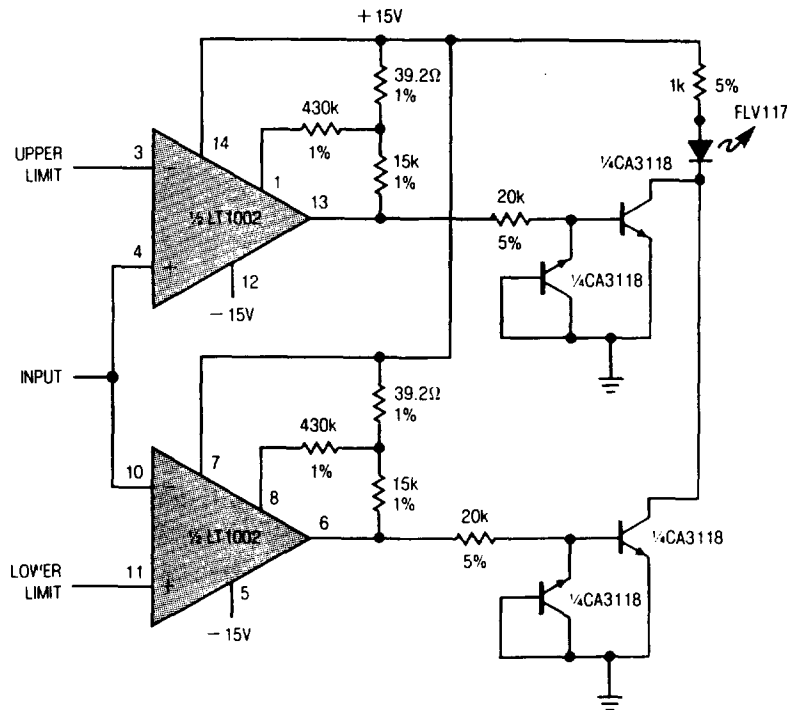 +15V
39.2Ω
1%
1k
5%
FLV117
430k
1%
14
UPPER
LIMIT
3
−
1
15k
1%
¼CA3118
½ LT1002
13
20k
5%
4
+
12
−15V
¼CA3118
INPUT
39.2Ω
1%
430k
1%
7
10
−
8
15k
1%
½ LT1002
6
20k
5%
¼CA3118
LOWER
LIMIT
11
+
5
−15V
¼CA3118